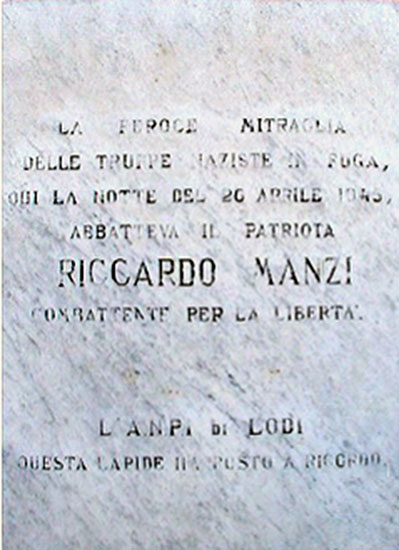 LA FEROCE MITRAGLIA
DELLE TRUPPE NAZISTE IN FUGA,
QUI LA NOTTE DEL 26 APRILE 1945,
ABBATTEVA IL PATRIOTA
RICCARDO MANZI
COMBATTENTE PER LA LIBERTA'.
L'A.N.P.I di LODI
QUESTA LAPIDE HA POSTO A RICORDO.